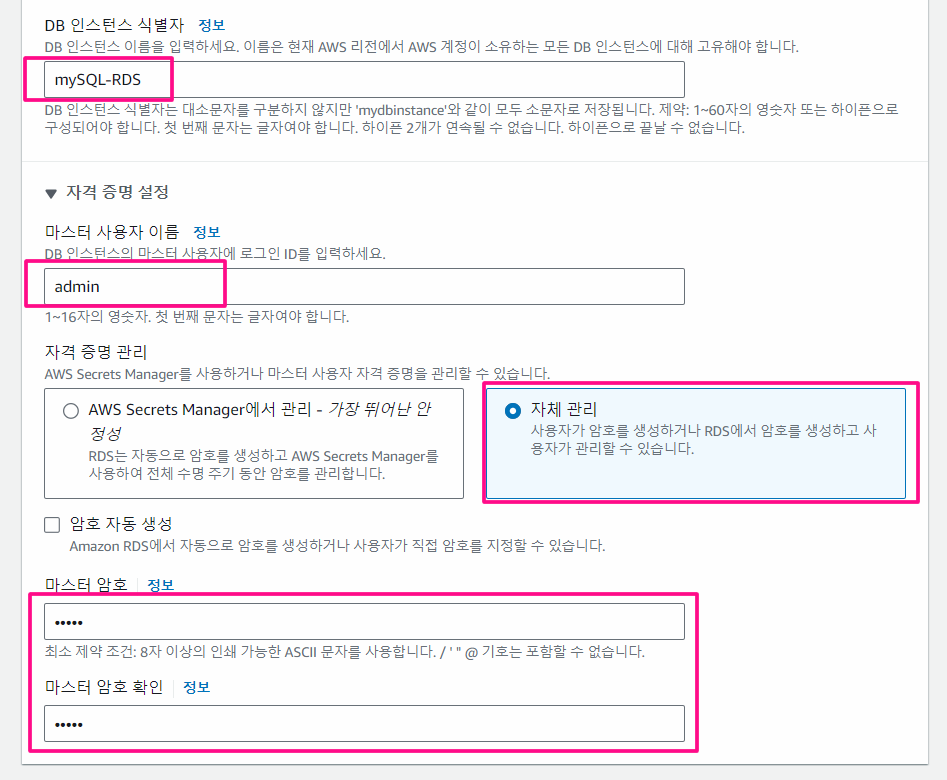 DB 인스턴스 식별자 정보
DB 인스턴스 이름을 입력하세요. 이름은 현재 AWS 리전에서 AWS 계정이 소유하는 모든 DB 인스턴스에 대해 고유해야 합니다.
mySQL-RDS
DB 인스턴스 식별자는 대소문자를 구분하지 않지만 'mydbinstance'와 같이 모두 소문자로 저장됩니다. 제약: 1~60자의 영숫자 또는 하이픈으로
구성되어야 합니다. 첫 번째 문자는 글자여야 합니다. 하이픈 2개가 연속될 수 없습니다. 하이픈으로 끝날 수 없습니다.
▼ 자격 증명 설정
마스터 사용자 이름 정보
DB 인스턴스의 마스터 사용자에 로그인 ID를 입력하세요.
admin
1~16자의 영숫자. 첫 번째 문자는 글자여야 합니다.
자격 증명 관리
AWS Secrets Manager를 사용하거나 마스터 사용자 자격 증명을 관리할 수 있습니다.
AWS Secrets Manager에서 관리 - 가장 뛰어난 안
정성
RDS는 자동으로 암호를 생성하고 AWS Secrets Manager를
사용하여 전체 수명 주기 동안 암호를 관리합니다.
자체 관리
사용자가 암호를 생성하거나 RDS에서 암호를 생성하고 사
용자가 관리할 수 있습니다.
암호 자동 생성
Amazon RDS에서 자동으로 암호를 생성하거나 사용자가 직접 암호를 지정할 수 있습니다.
마스터 암호 정보
•••••
최소 제약 조건: 8자 이상의 인쇄 가능한 ASCII 문자를 사용합니다. / ' " @ 기호는 포함할 수 없습니다.
마스터 암호 확인 정보
•••••